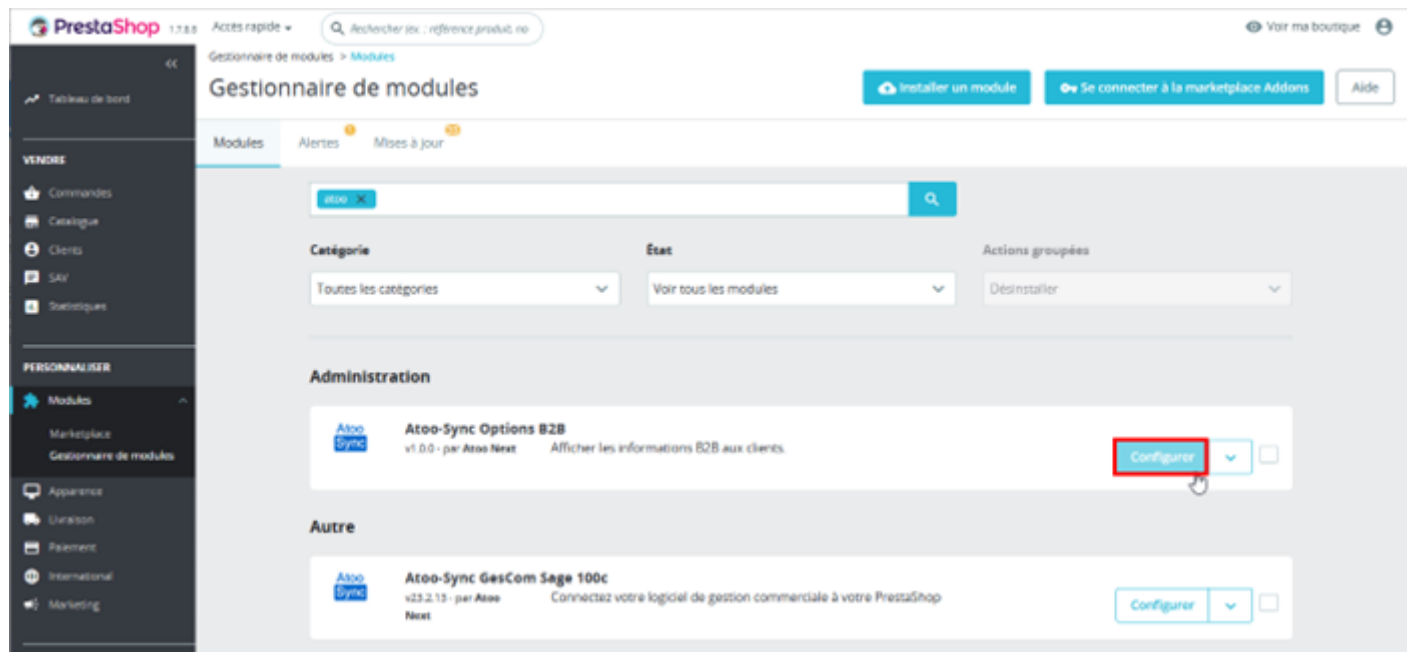 PrestaShop 1.7.8.8 Accès rapide Rechercher (ex. : référence produit, no Voir ma boutique
Gestionnaire de modules > Modules
Gestionnaire de modules
Installer un module
Se connecter à la marketplace Addons
Aide
Tableau de bord
Modules Alertes Mises à jour
VENDRE
Commandes
Catalogue
Clients
SAV
Statistiques
PERSONNALISER
Modules
Marketplace
Gestionnaire de modules
Apparence
Livraison
Paiement
International
Marketing
atoo
Catégorie État Actions groupées
Toutes les catégories Voir tous les modules Désinstaller
Administration
Atoo Sync
Atoo-Sync Options B2B
v1.0.0 - par Atoo Next Afficher les informations B2B aux clients.
Configurer
Autre
Atoo Sync
Atoo-Sync GesCom Sage 100c
v23.2.13 - par Atoo Connectez votre logiciel de gestion commerciale à votre PrestaShop
Next
Configurer